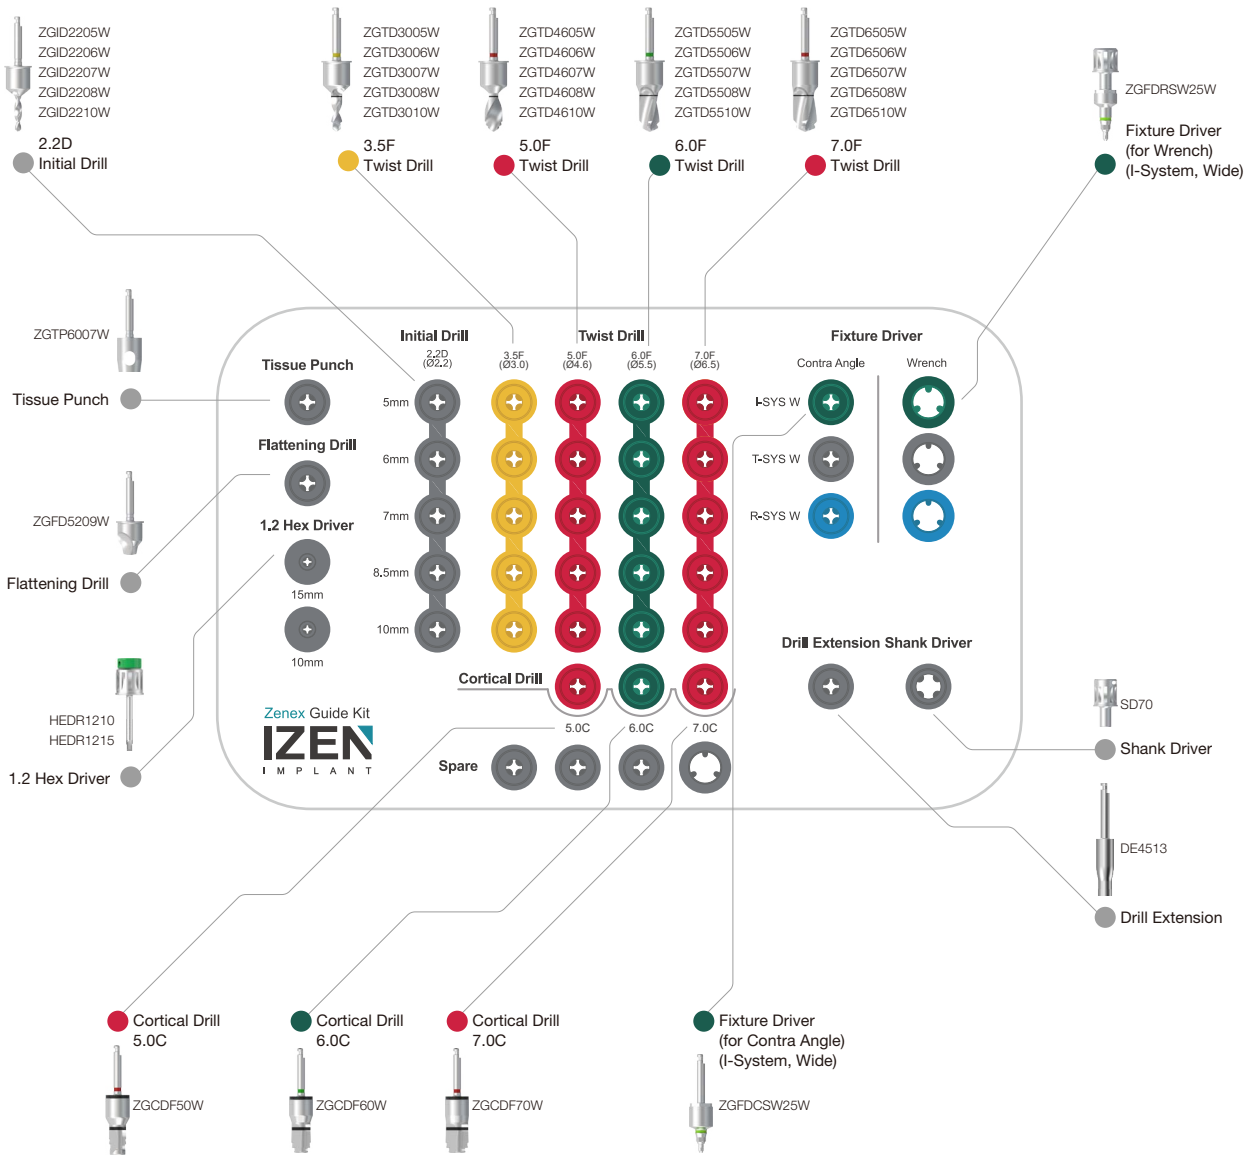 ZGID2205W
ZGID2206W
ZGID2207W
ZGID2208W
ZGID2210W
2.2D
Initial Drill
ZGTD3005W
ZGTD3006W
ZGTD3007W
ZGTD3008W
ZGTD3010W
3.5F
Twist Drill
ZGTD4605W
ZGTD4606W
ZGTD4607W
ZGTD4608W
ZGTD4610W
5.0F
Twist Drill
ZGTD5505W
ZGTD5506W
ZGTD5507W
ZGTD5508W
ZGTD5510W
6.0F
Twist Drill
ZGTD6505W
ZGTD6506W
ZGTD6507W
ZGTD6508W
ZGTD6510W
7.0F
Twist Drill
ZGFDRSW25W
Fixture Driver
(for Wrench)
(I-System, Wide)
ZGTP6007W
Tissue Punch
ZGFD5209W
Flattening Drill
HEDR1210
HEDR1215
1.2 Hex Driver
Tissue Punch
Flattening Drill
1.2 Hex Driver
15mm
10mm
Zenex Guide Kit
IZEN
IMPLANT
Initial Drill
2.2D
(Ø2.2)
Twist Drill
3.5F
(Ø3.0)
5.0F
(Ø4.6)
6.0F
(Ø5.5)
7.0F
(Ø6.5)
5mm
6mm
7mm
8.5mm
10mm
Cortical Drill
5.0C
6.0C
7.0C
Spare
Fixture Driver
Contra Angle
Wrench
I-SYS W
T-SYS W
R-SYS W
Drill Extension
Shank Driver
SD70
Shank Driver
DE4513
Drill Extension
Cortical Drill
5.0C
ZGCDF50W
Cortical Drill
6.0C
ZGCDF60W
Cortical Drill
7.0C
ZGCDF70W
Fixture Driver
(for Contra Angle)
(I-System, Wide)
ZGFDCSW25W